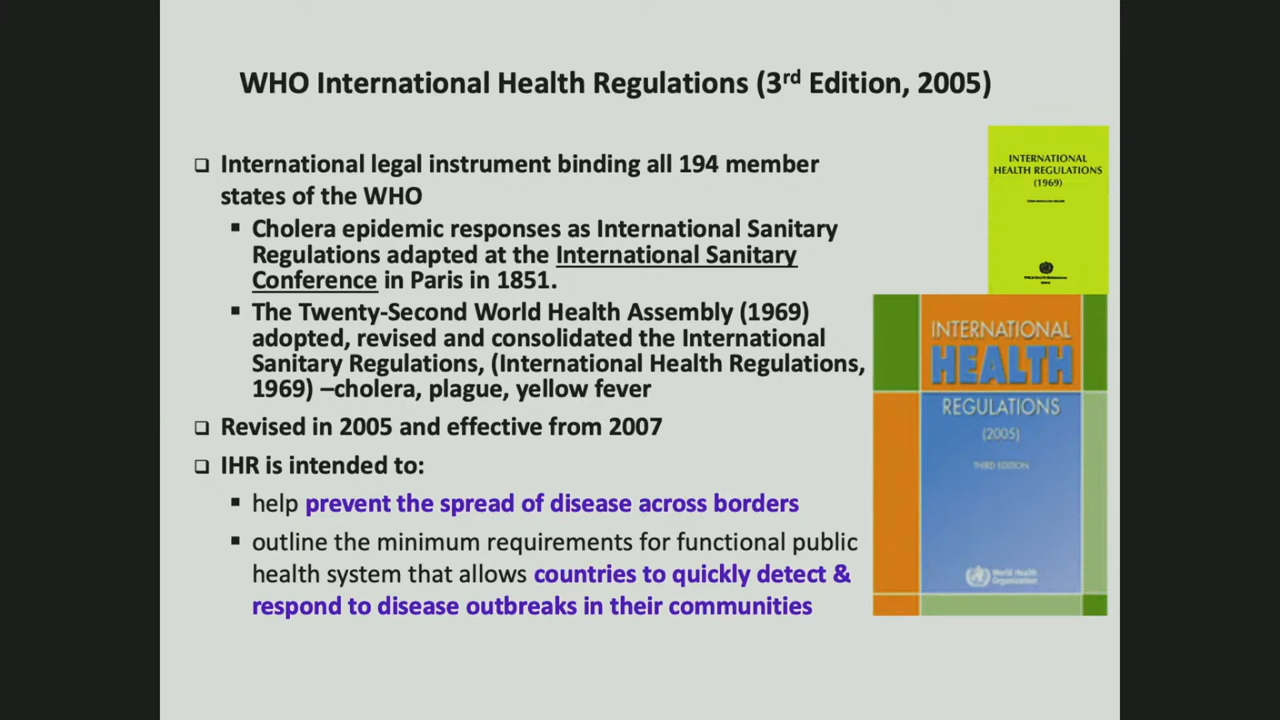 WHO International Health Regulations (3rd Edition, 2005)
❑ International legal instrument binding all 194 member
states of the WHO
▪ Cholera epidemic responses as International Sanitary
Regulations adapted at the International Sanitary
Conference in Paris in 1851.
▪ The Twenty-Second World Health Assembly (1969)
adopted, revised and consolidated the International
Sanitary Regulations, (International Health Regulations,
1969) –cholera, plague, yellow fever
❑ Revised in 2005 and effective from 2007
❑ IHR is intended to:
▪ help prevent the spread of disease across borders
▪ outline the minimum requirements for functional public
health system that allows countries to quickly detect &
respond to disease outbreaks in their communities
INTERNATIONAL
HEALTH REGULATIONS
(1969)
INTERNATIONAL
HEALTH
REGULATIONS
(2005)
THIRD EDITION
World Health
Organization